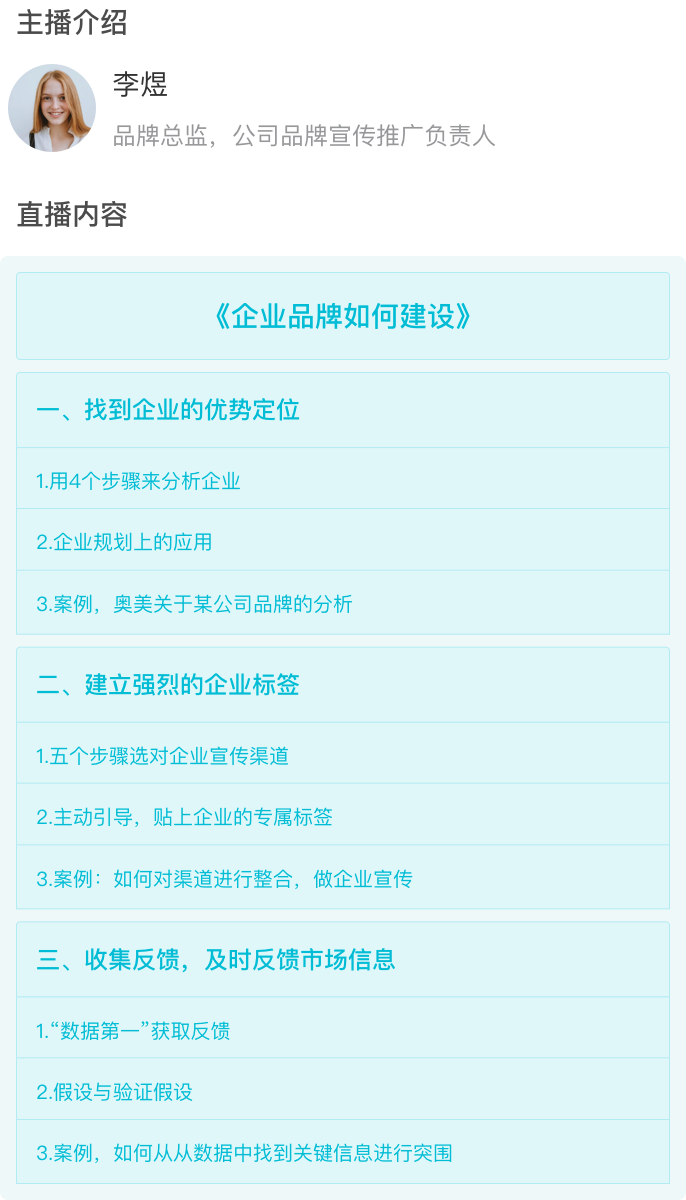 主播介绍
李煜
品牌总监，公司品牌宣传推广负责人
直播内容
《企业品牌如何建设》
一、找到企业的优势定位
1.用4个步骤来分析企业
2.企业规划上的应用
3.案例，奥美关于某公司品牌的分析
二、建立强烈的企业标签
1.五个步骤选对企业宣传渠道
2.主动引导，贴上企业的专属标签
3.案例：如何对渠道进行整合，做企业宣传
三、收集反馈，及时反馈市场信息
1.“数据第一”获取反馈
2.假设与验证假设
3.案例，如何从从数据中找到关键信息进行突围